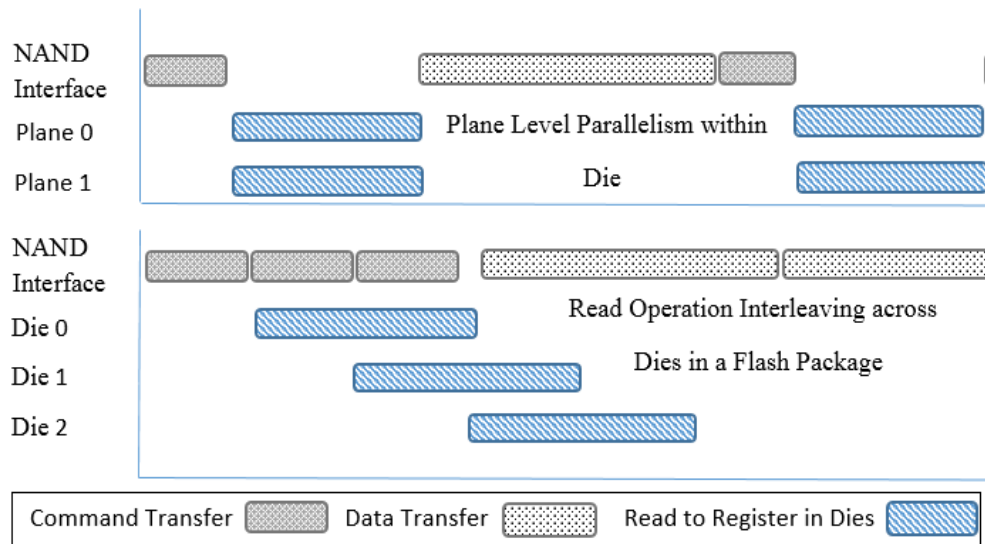 NAND
Interface
Plane 0
Plane Level Parallelism within
Plane 1
Die
NAND
Interface
Read Operation Interleaving across
Die 0
Dies in a Flash Package
Die 1
Die 2
Command Transfer Data Transfer Read to Register in Dies